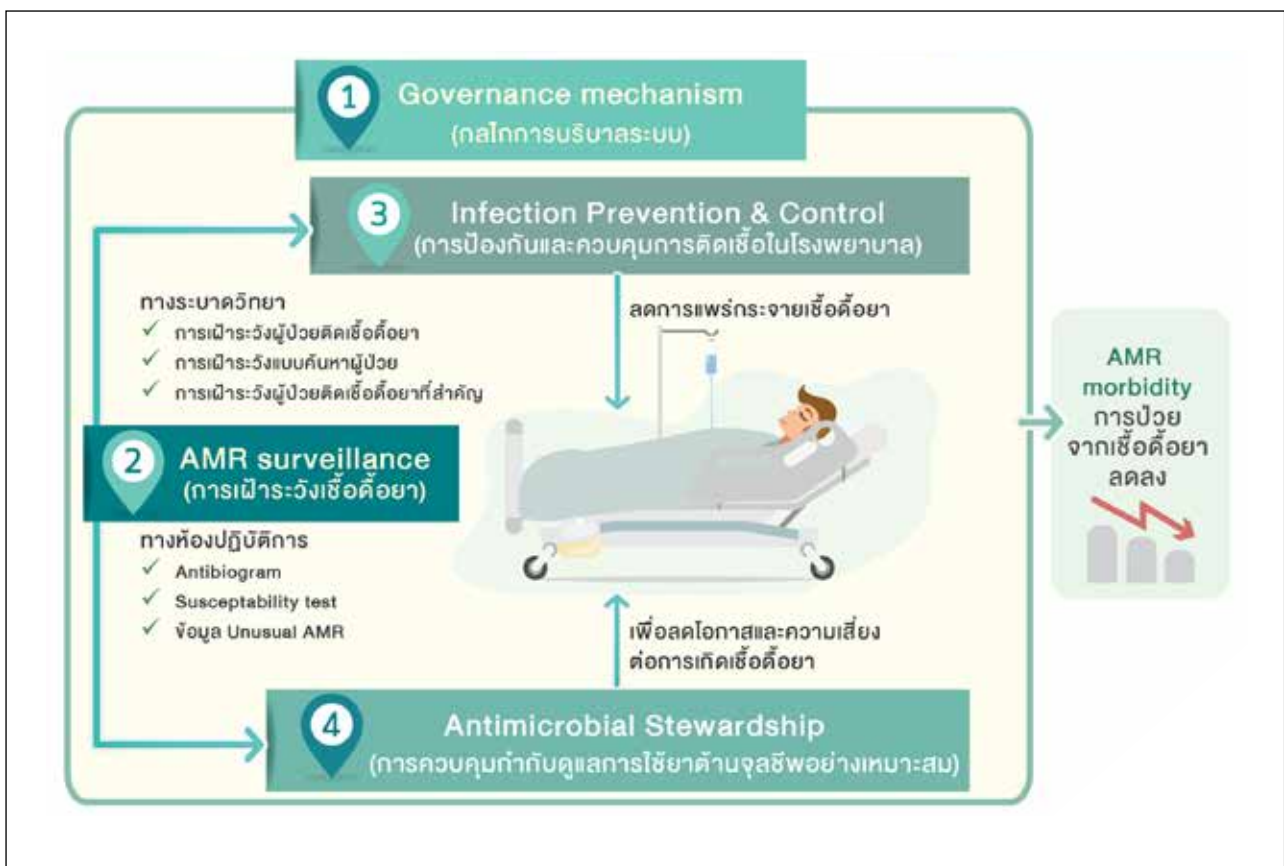 1
Governance mechanism
(กลไกการบริบาลระบบ)
3
Infection Prevention & Control
(การป้องกันและควบคุมการติดเชื้อในโรงพยาบาล)
ทางระบาดวิทยา
✓ การเฝ้าระวังผู้ป่วยติดเชื้อดื้อยา
✓ การเฝ้าระวังแบบค้นหาผู้ป่วย
✓ การเฝ้าระวังผู้ป่วยติดเชื้อดื้อยาที่สำคัญ
ลดการแพร่กระจายเชื้อดื้อยา
2
AMR surveillance
(การเฝ้าระวังเชื้อดื้อยา)
ทางห้องปฏิบัติการ
✓ Antibiogram
✓ Susceptability test
✓ ข้อมูล Unusual AMR
เพื่อลดโอกาสและความเสี่ยง
ต่อการเกิดเชื้อดื้อยา
4
Antimicrobial Stewardship
(การควบคุมกำกับดูแลการใช้ยาต้านจุลชีพอย่างเหมาะสม)
AMR
morbidity
การป่วย
จากเชื้อดื้อยา
ลดลง